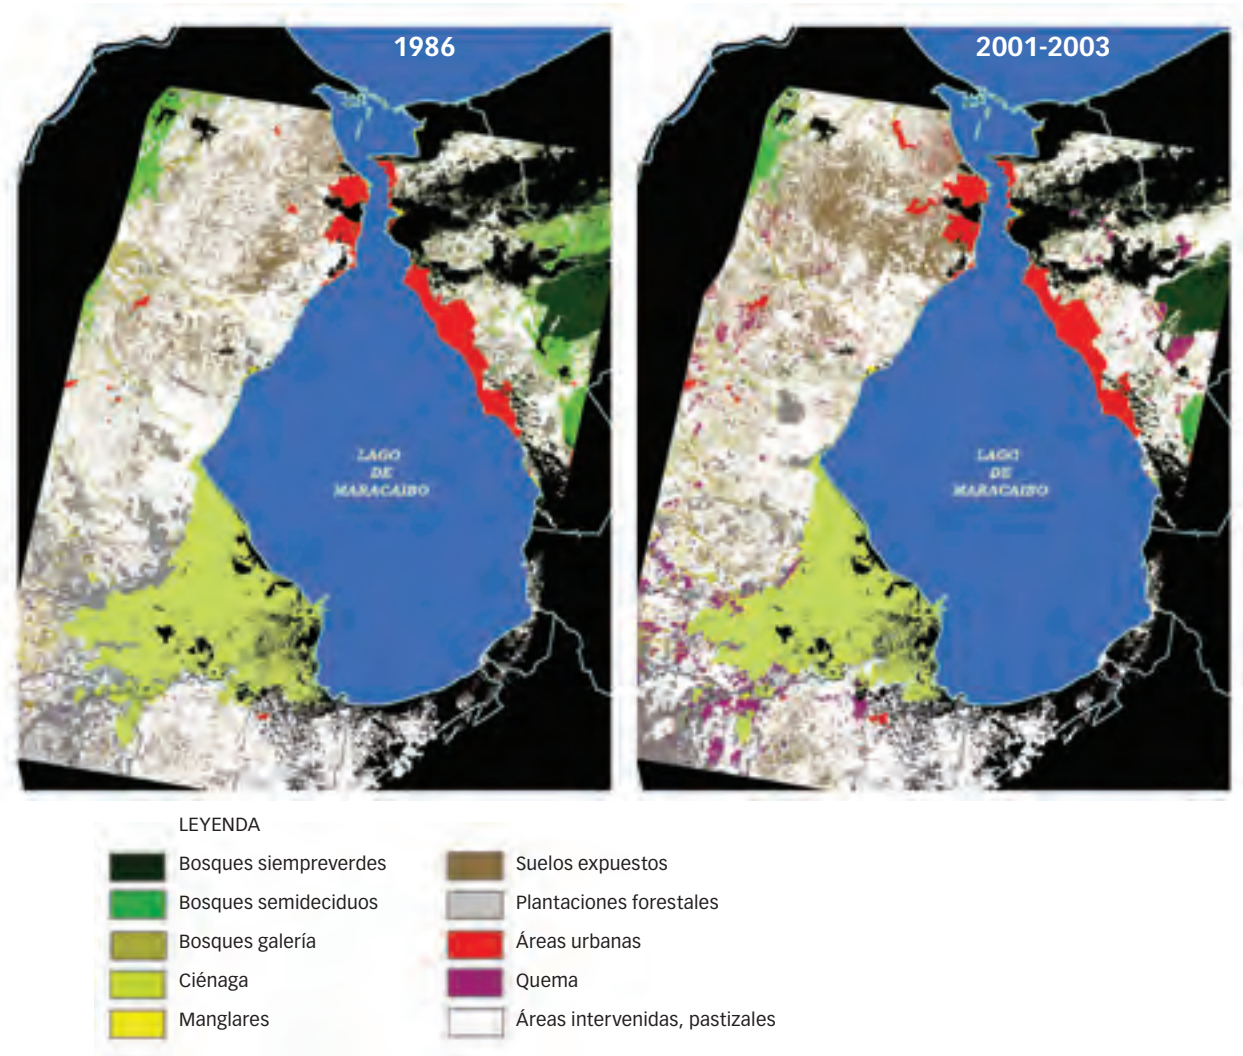 1986
2001-2003
LAGO
DE
MARACAIBO
LAGO
DE
MARACAIBO
LEYENDA
Bosques siempreverdes
Bosques semideciduos
Bosques galería
Ciénaga
Manglares
Suelos expuestos
Plantaciones forestales
Áreas urbanas
Quema
Áreas intervenidas, pastizales